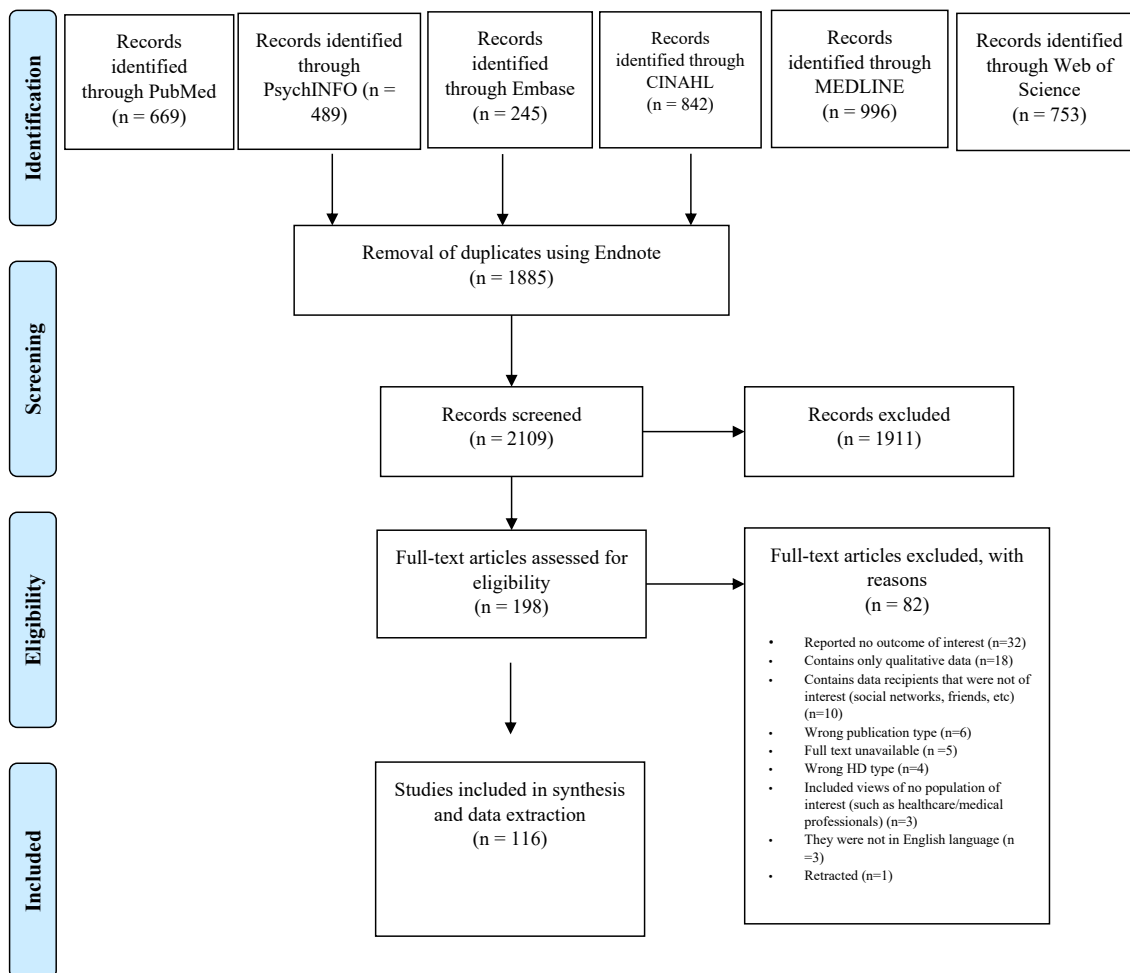 Identification
Records
identified
through PubMed
(n = 669)
Records identified
through
PsychINFO (n =
489)
Records
identified
through Embase
(n = 245)
Records
identified through
CINAHL
(n = 842)
Records
identified through
MEDLINE
(n = 996)
Records identified
through Web of
Science
(n = 753)
Removal of duplicates using Endnote
(n = 1885)
Screening
Records screened
(n = 2109)
Records excluded
(n = 1911)
Eligibility
Full-text articles assessed for
eligibility
(n = 198)
Full-text articles excluded, with
reasons
(n = 82)
• Reported no outcome of interest (n=32)
• Contains only qualitative data (n=18)
• Contains data recipients that were not of
interest (social networks, friends, etc)
(n=10)
• Wrong publication type (n=6)
• Full text unavailable (n =5)
• Wrong HD type (n=4)
• Included views of no population of
interest (such as healthcare/medical
professionals) (n=3)
• They were not in English language (n
=3)
• Retracted (n=1)
Included
Studies included in synthesis
and data extraction
(n = 116)